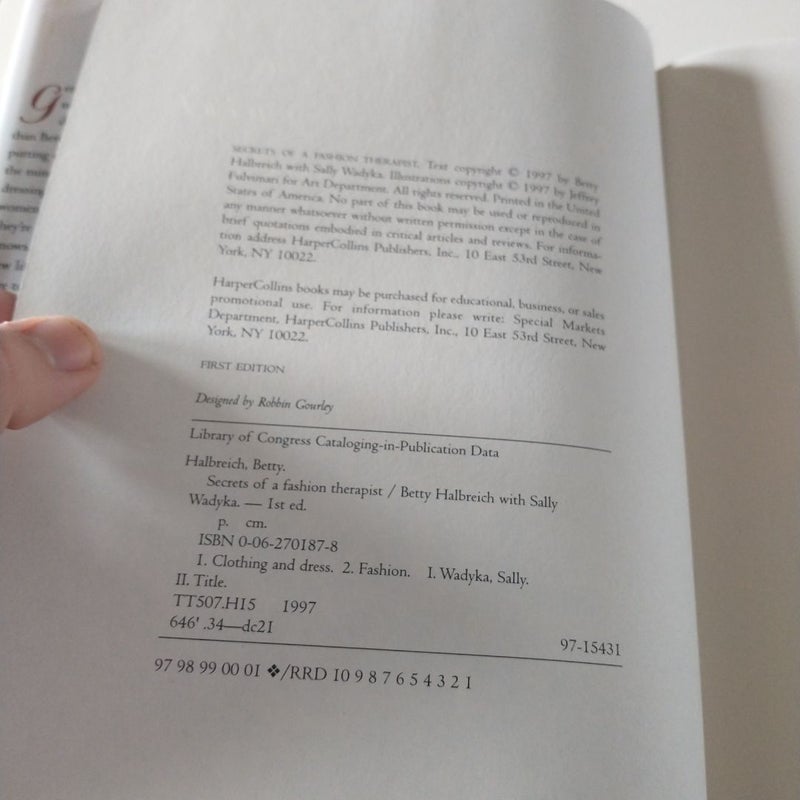 G
than
putting
the
dressing
women
they're
SECRETS OF A FASHION THERAPIST. Text copyright © 1997 by Betty
Halbreich with Sally Wadyka. Illustrations copyright © 1997 by Jeffrey
Fulvimari for Art Department. All rights reserved. Printed in the United
States of America. No part of this book may be used or reproduced in
any manner whatsoever without written permission except in the case of
brief quotations embodied in critical articles and reviews. For informa-
tion address HarperCollins Publishers, Inc., 10 East 53rd Street, New
York, NY 10022.
HarperCollins books may be purchased for educational, business, or sales
promotional use. For information please write: Special Markets
Department, HarperCollins Publishers, Inc., 10 East 53rd Street, New
York, NY 10022.
FIRST EDITION
Designed by Robbin Gourley
Library of Congress Cataloging-in-Publication Data
Halbreich, Betty.
Secrets of a fashion therapist / Betty Halbreich with Sally
Wadyka. — 1st ed.
p. cm.
ISBN 0-06-270187-8
1. Clothing and dress. 2. Fashion. I. Wadyka, Sally.
II. Title.
TT507.H15 1997
646'.34—dc21
97-15431
97 98 99 00 01 ❖/RRD 10 9 8 7 6 5 4 3 2 1